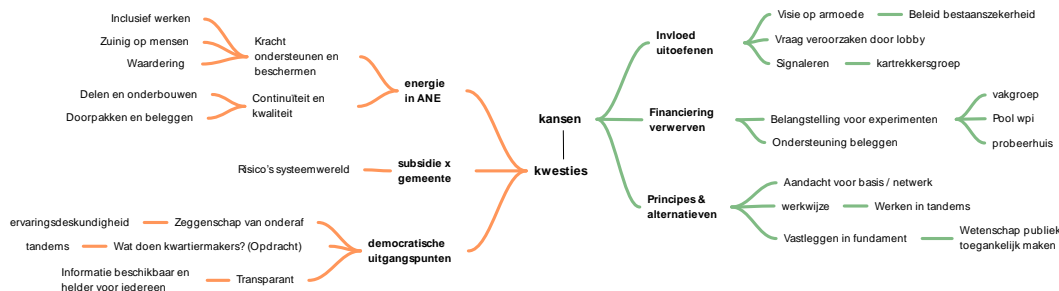 Inclusief werken
Zuinig op mensen
Waardering
Kracht
ondersteunen en
beschermen
Delen en onderbouwen
Doorpakken en beleggen
Continuïteit en
kwaliteit
energie
in ANE
Risico's systeemwereld
subsidie x
gemeente
ervaringsdeskundigheid
Zeggenschap van onderaf
tandems
Wat doen kwartiermakers? (Opdracht)
Informatie beschikbaar en
helder voor iedereen
Transparant
democratische
uitgangspunten
kansen
kwesties
Invloed
uitoefenen
Visie op armoede
Beleid bestaanszekerheid
Vraag veroorzaken door lobby
Signaleren
kartrekkersgroep
Financiering
verwerven
Belangstelling voor experimenten
vakgroep
Pool wpi
probeerhuis
Ondersteuning beleggen
Principes &
alternatieven
Aandacht voor basis / netwerk
werkwijze
Werken in tandems
Vastleggen in fundament
Wetenschap publiek
toegankelijk maken